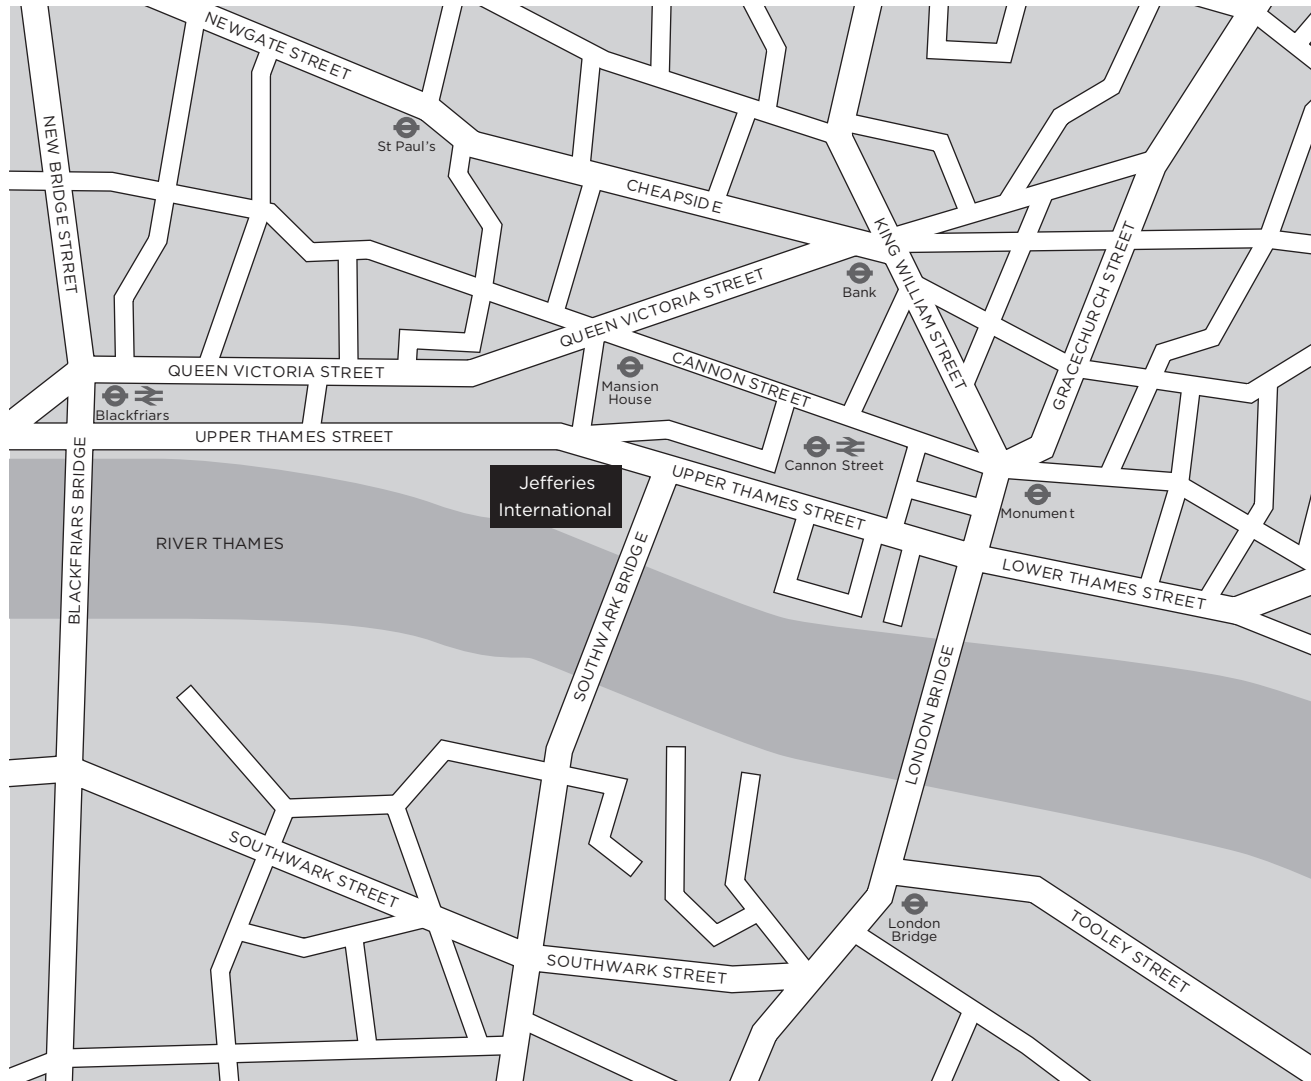 NEWGATE STREET
NEW BRIDGE STRRET
St Paul's
CHEAPSIDE
KING WILLIAM STREET
GRACECHURCH STREET
Bank
QUEEN VICTORIA STREET
QUEEN VICTORIA STREET
CANNON STREET
Mansion
House
Blackfriars
UPPER THAMES STREET
Cannon Street
Jefferies
International
UPPER THAMES STREET
Monument
BLACKFRIARS BRIDGE
RIVER THAMES
SOUTHWARK BRIDGE
LOWER THAMES STREET
LONDON BRIDGE
SOUTHWARK STREET
London
Bridge
TOOLEY STREET
SOUTHWARK STREET